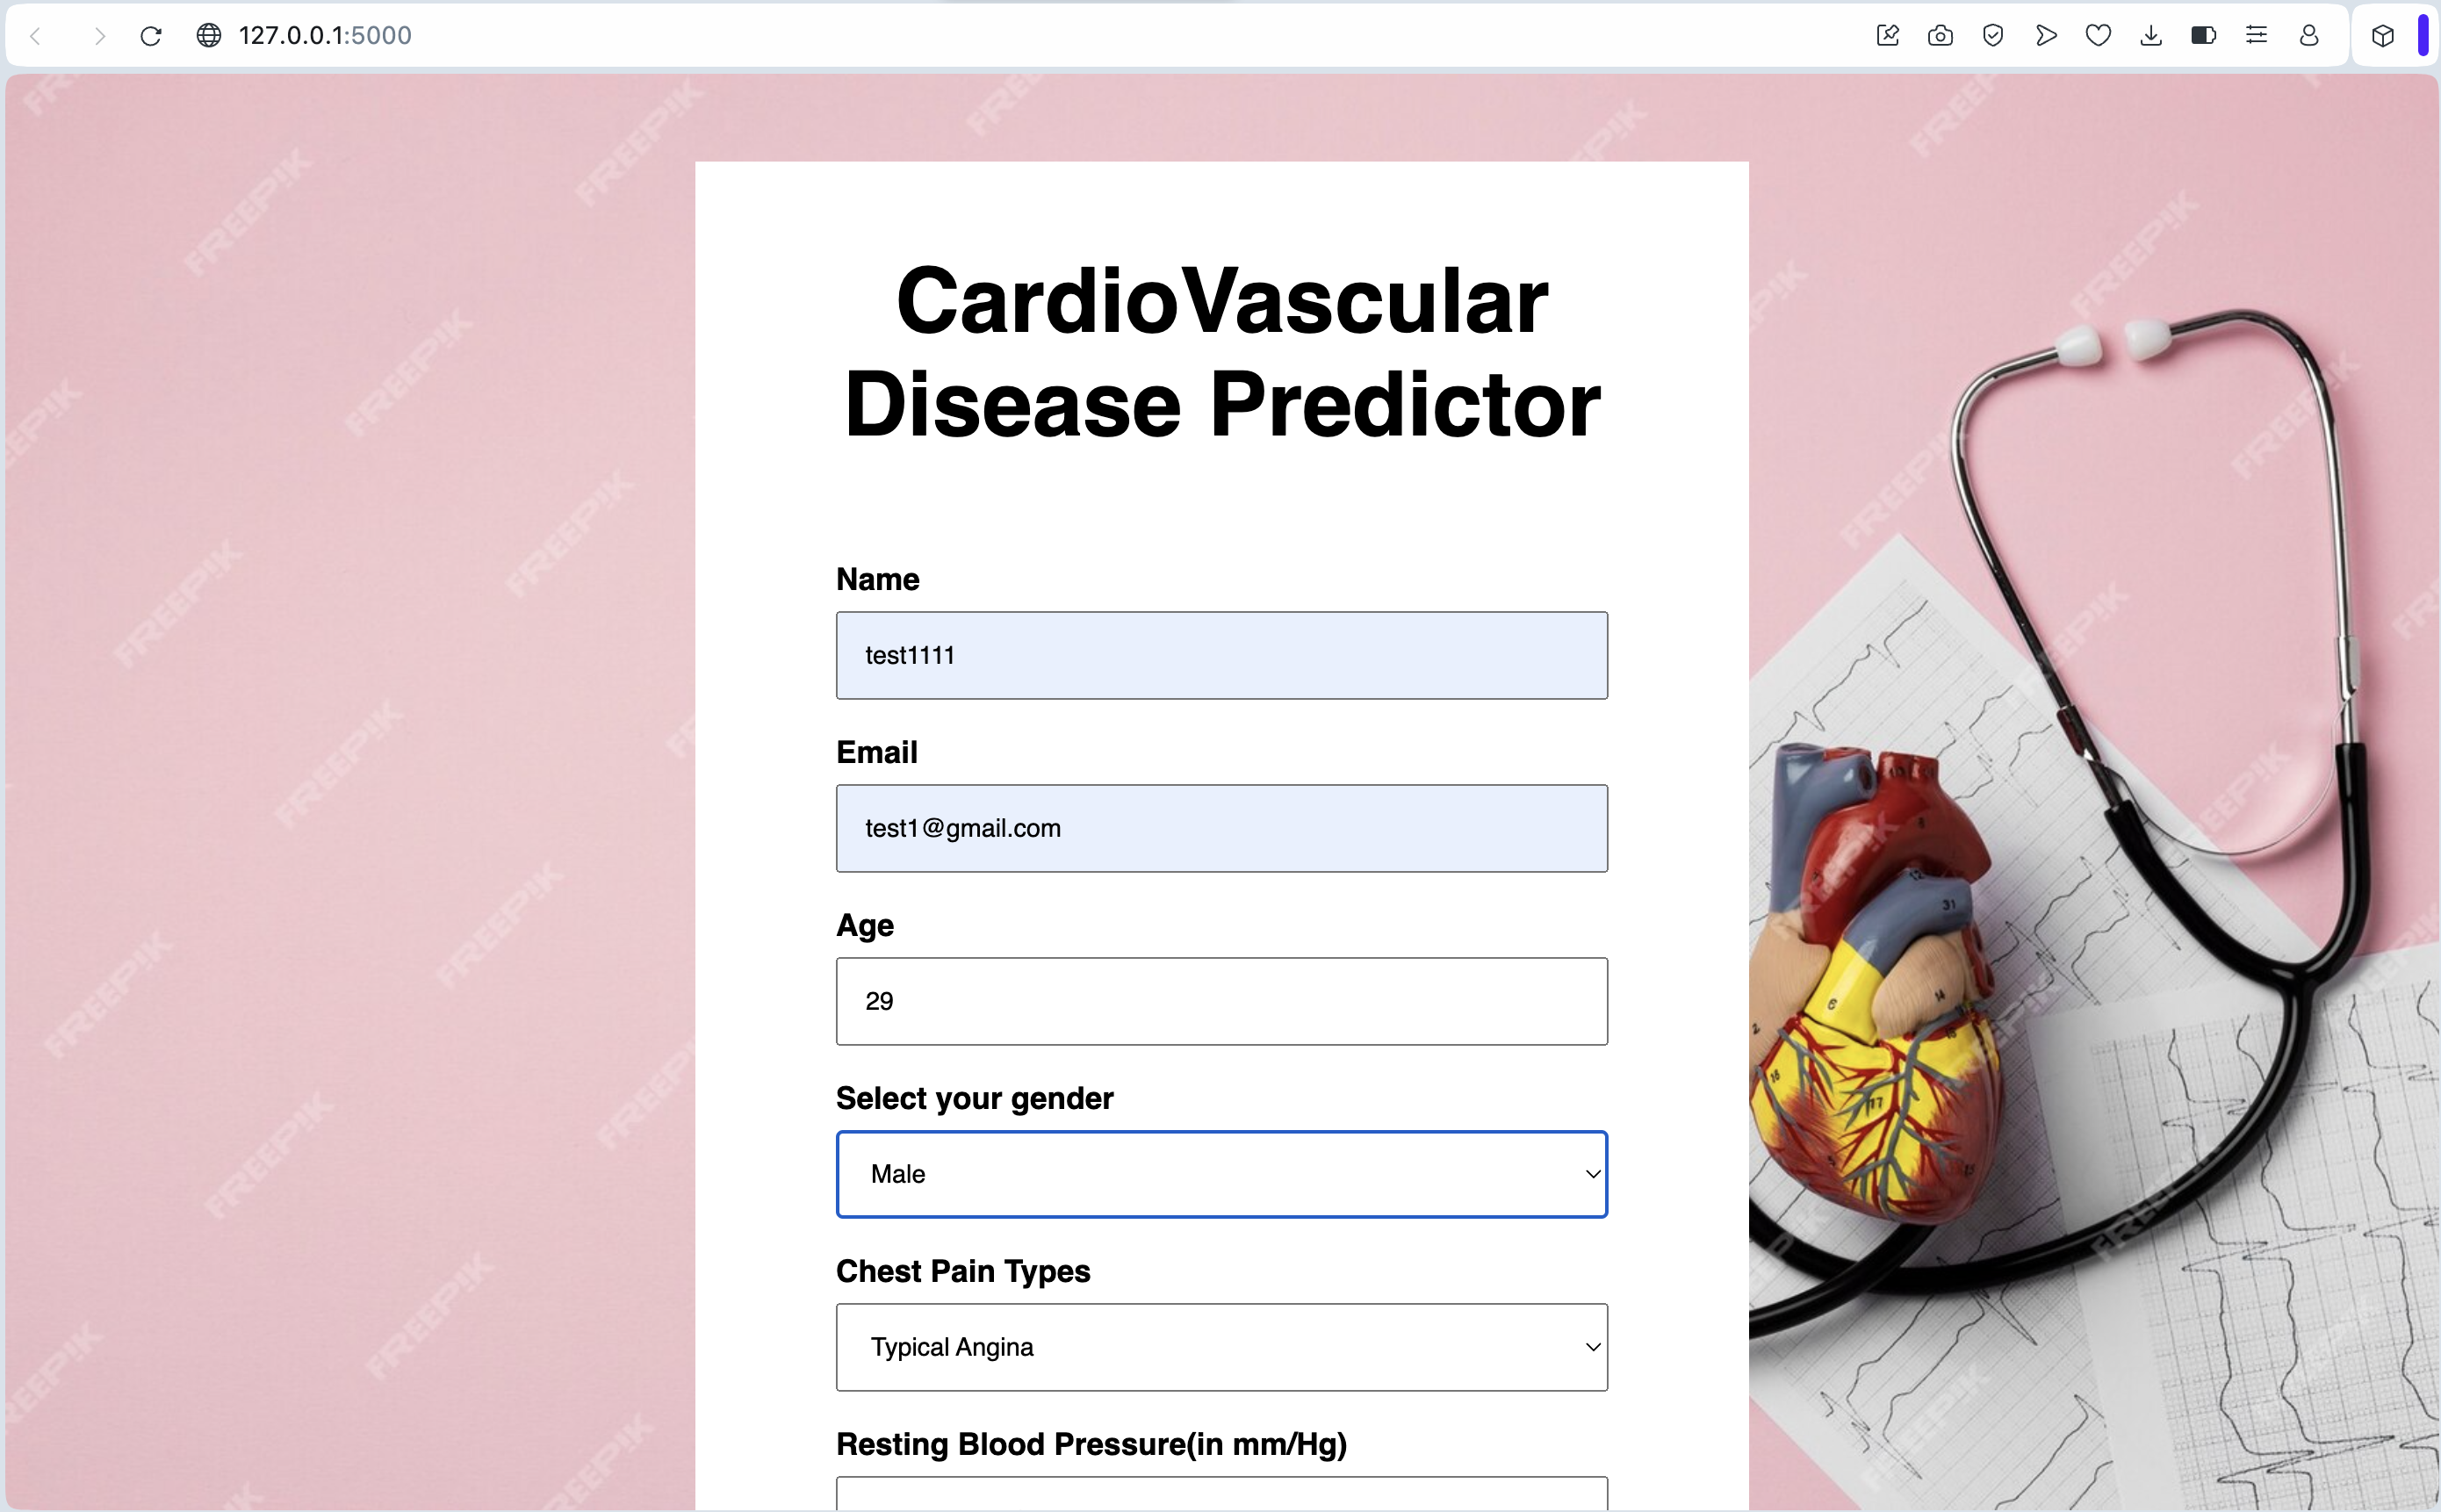 127.0.0.1:5000
CardioVascular
Disease Predictor
Name
test1111
Email
test1@gmail.com
Age
29
Select your gender
Male
Chest Pain Types
Typical Angina
Resting Blood Pressure(in mm/Hg)
FREEPIK